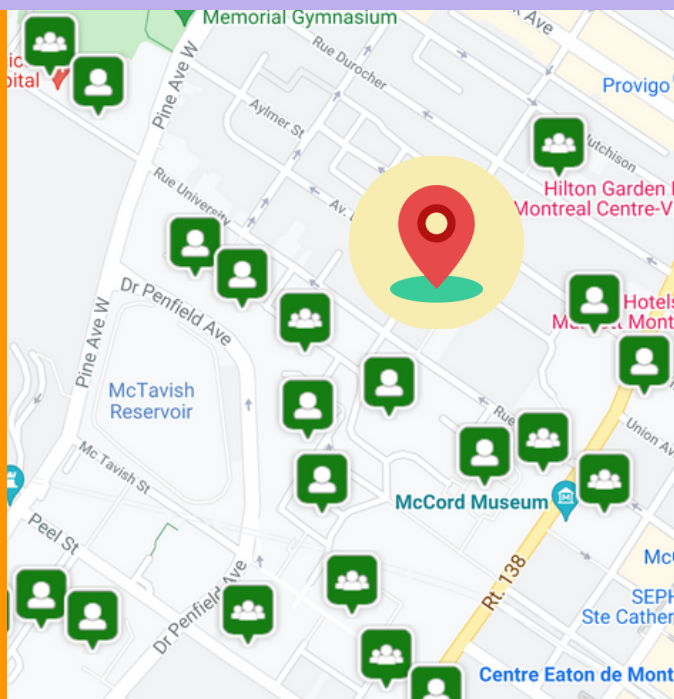 Memorial Gymnasium
Ave
Rue Durocher
Provigo
Pine Ave W
Aylmer St
Hutchison
Hilton Garden
Montreal Centre-V
Rue University
Av.
Dr Penfield Ave
Hotels
Mont
Pine Ave W
McTavish
Reservoir
Rue
Union Av
Mc Tavish St
McCord Museum
Peel St
Rt. 138
Dr Penfield Ave
McC
SEPH
Ste Cather
Centre Eaton de Mont